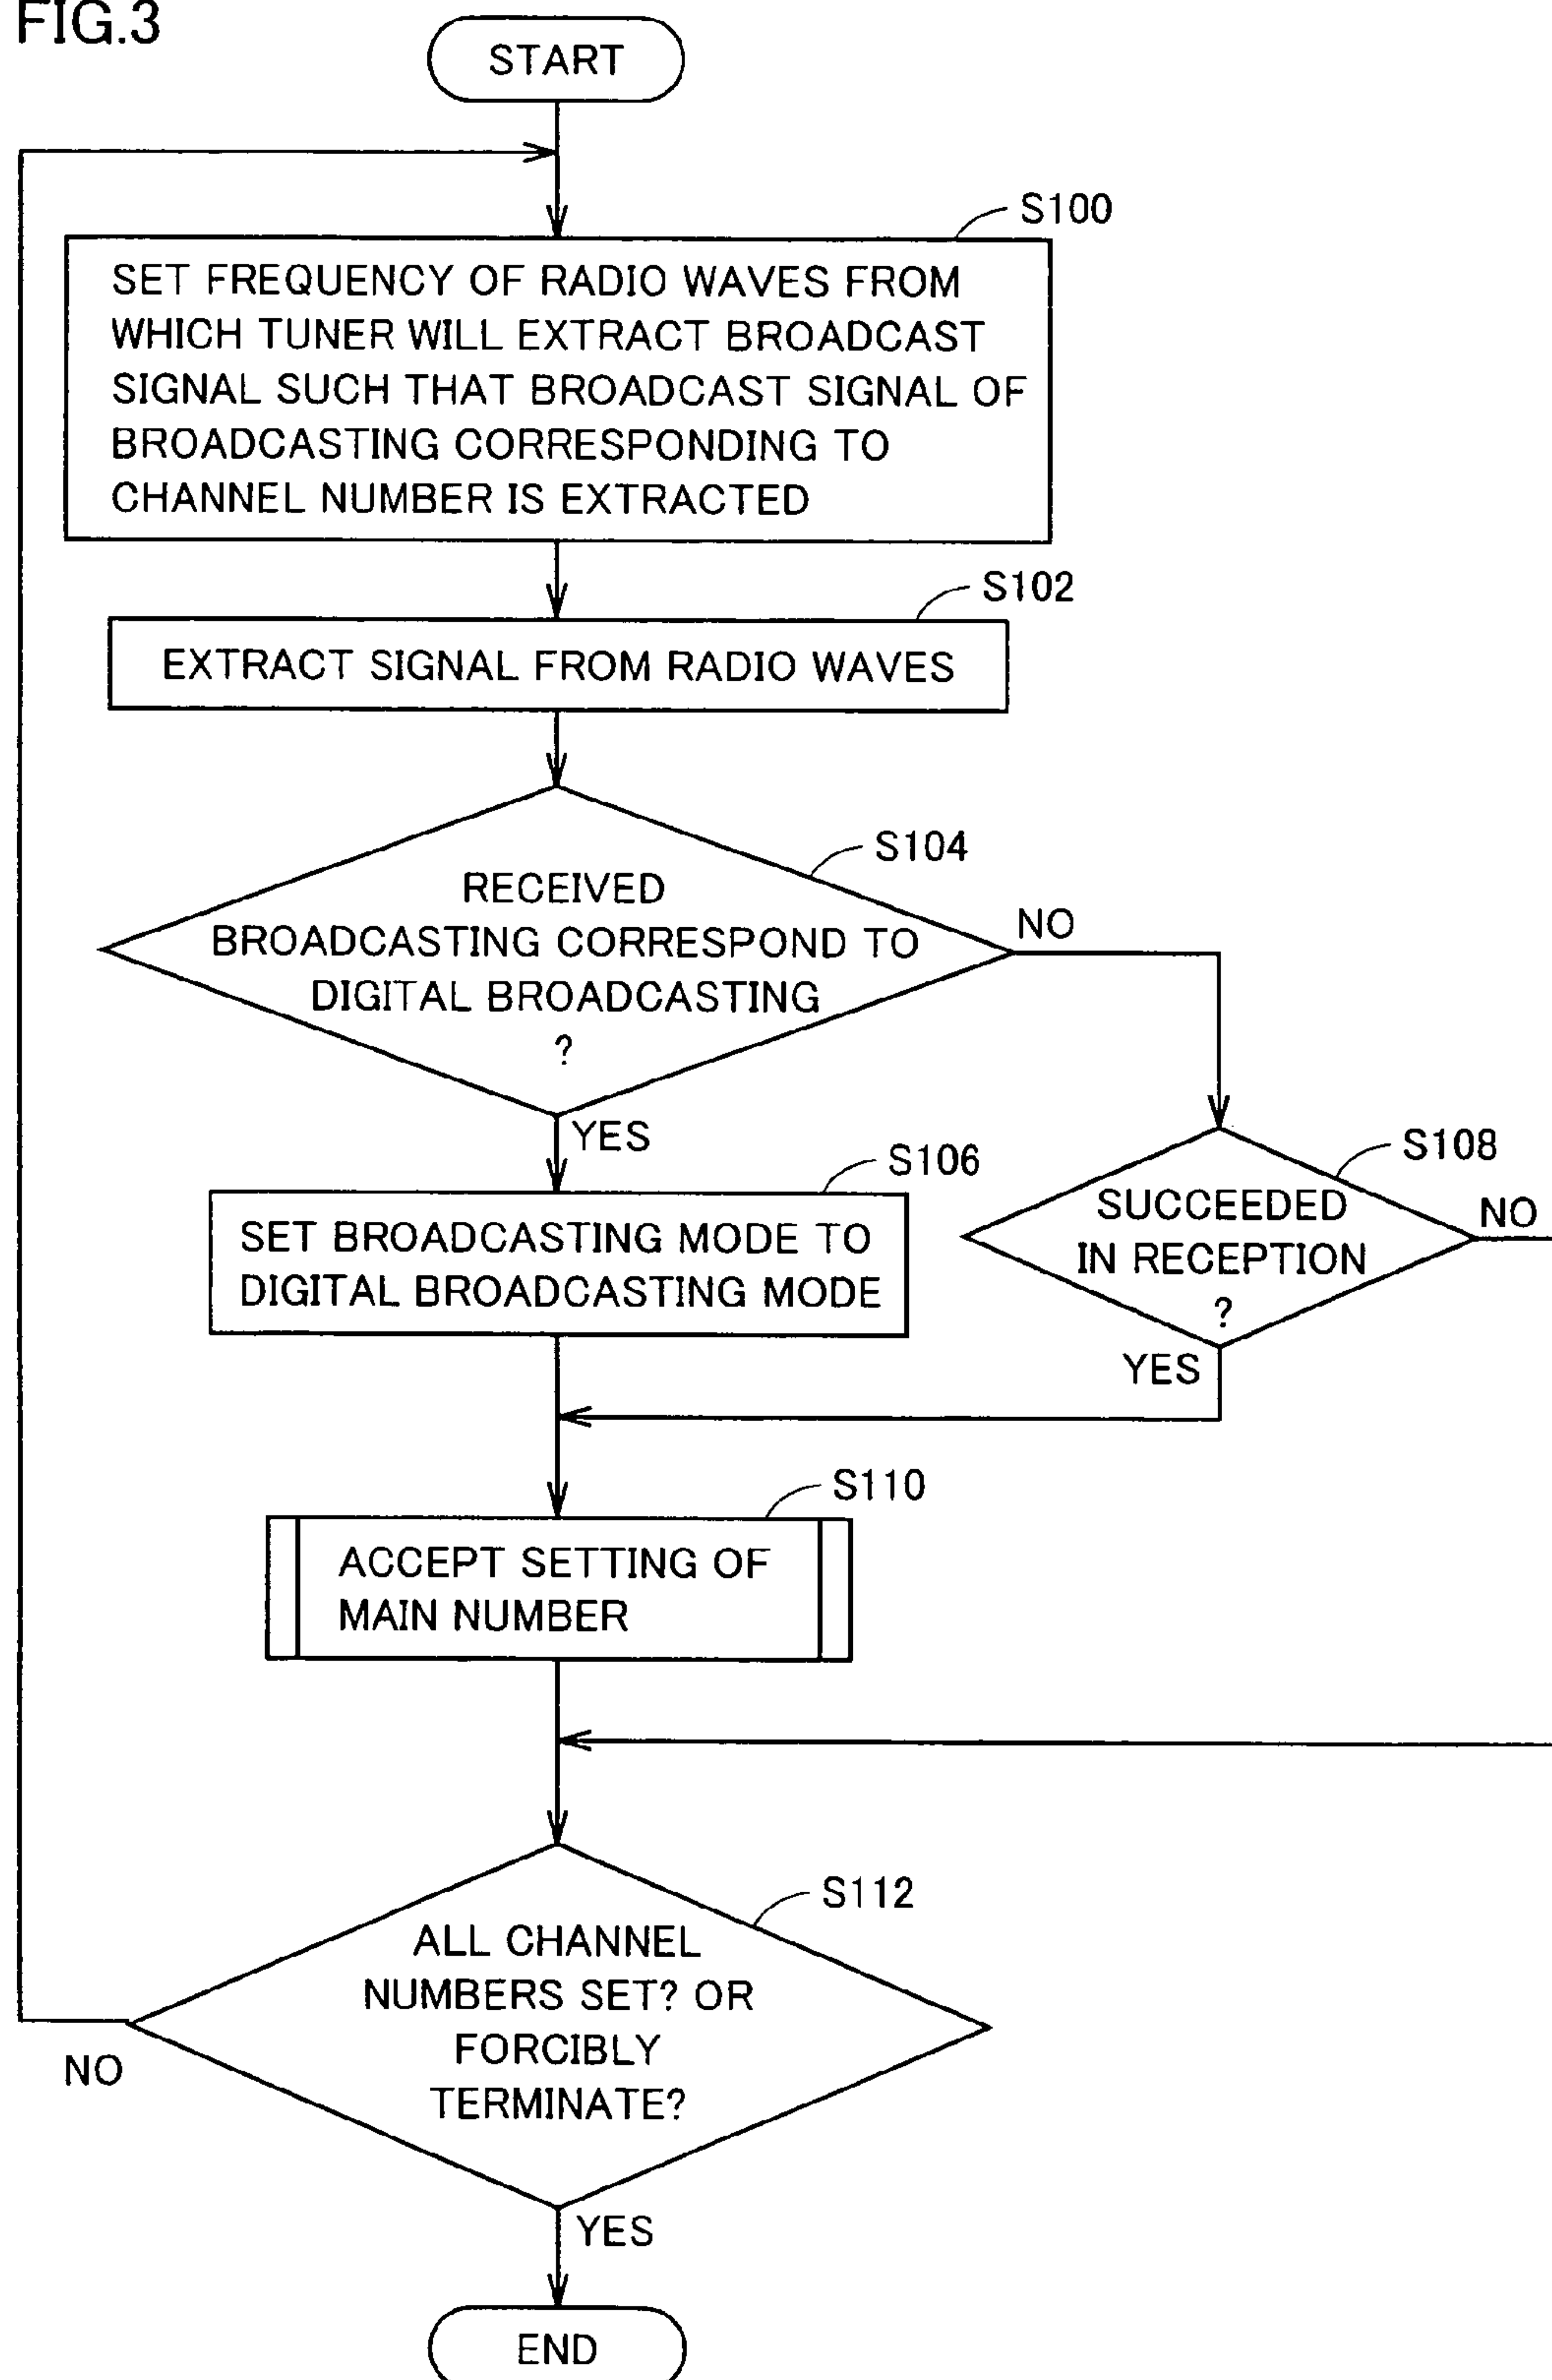 FIG.3
START
S100
SET FREQUENCY OF RADIO WAVES FROM
WHICH TUNER WILL EXTRACT BROADCAST
SIGNAL SUCH THAT BROADCAST SIGNAL OF
BROADCASTING CORRESPONDING TO
CHANNEL NUMBER IS EXTRACTED
S102
EXTRACT SIGNAL FROM RADIO WAVES
S104
RECEIVED
BROADCASTING CORRESPOND TO
DIGITAL BROADCASTING
?
NO
YES
S106
SET BROADCASTING MODE TO
DIGITAL BROADCASTING MODE
S108
SUCCEEDED
IN RECEPTION
?
NO
YES
S110
ACCEPT SETTING OF
MAIN NUMBER
S112
ALL CHANNEL
NUMBERS SET? OR
FORCIBLY
TERMINATE?
NO
YES
END